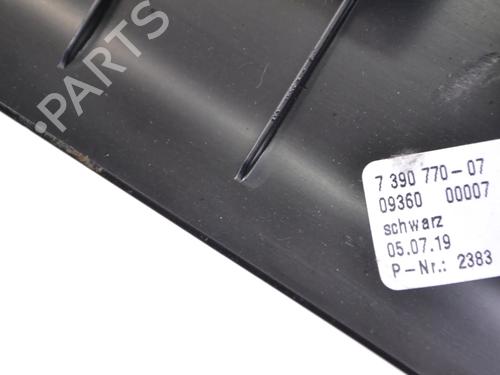 PARTS
7 390 770-07
09360 00007
schwarz
05.07.19
P-Nr.: 2383